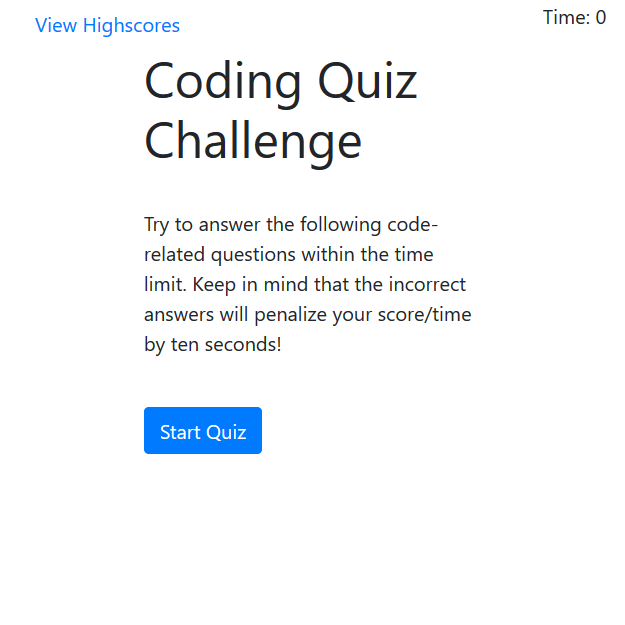 View Highscores
Time: 0
Coding Quiz
Challenge
Try to answer the following code-
related questions within the time
limit. Keep in mind that the incorrect
answers will penalize your score/time
by ten seconds!
Start Quiz